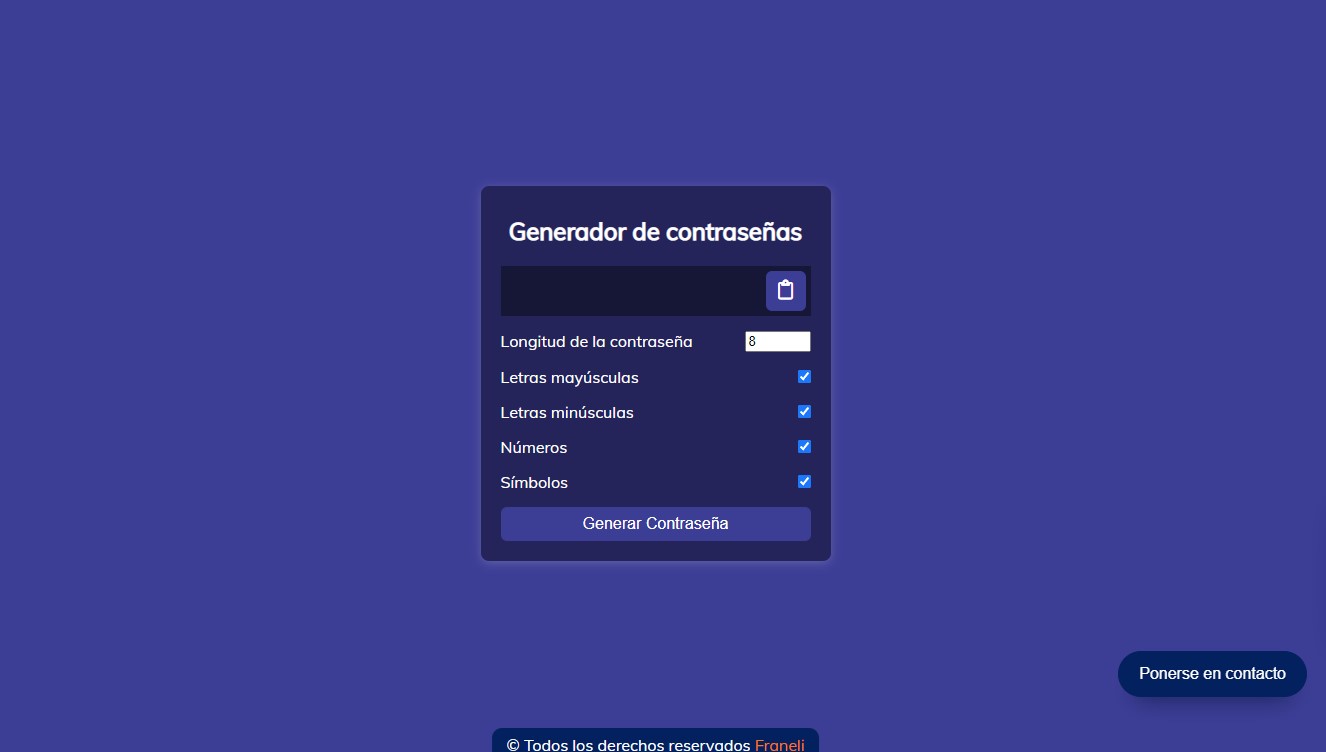 Generador de contraseñas
Longitud de la contraseña 8
Letras mayúsculas
Letras minúsculas
Números
Símbolos
Generar Contraseña
Ponerse en contacto
© Todos los derechos reservados Franeli